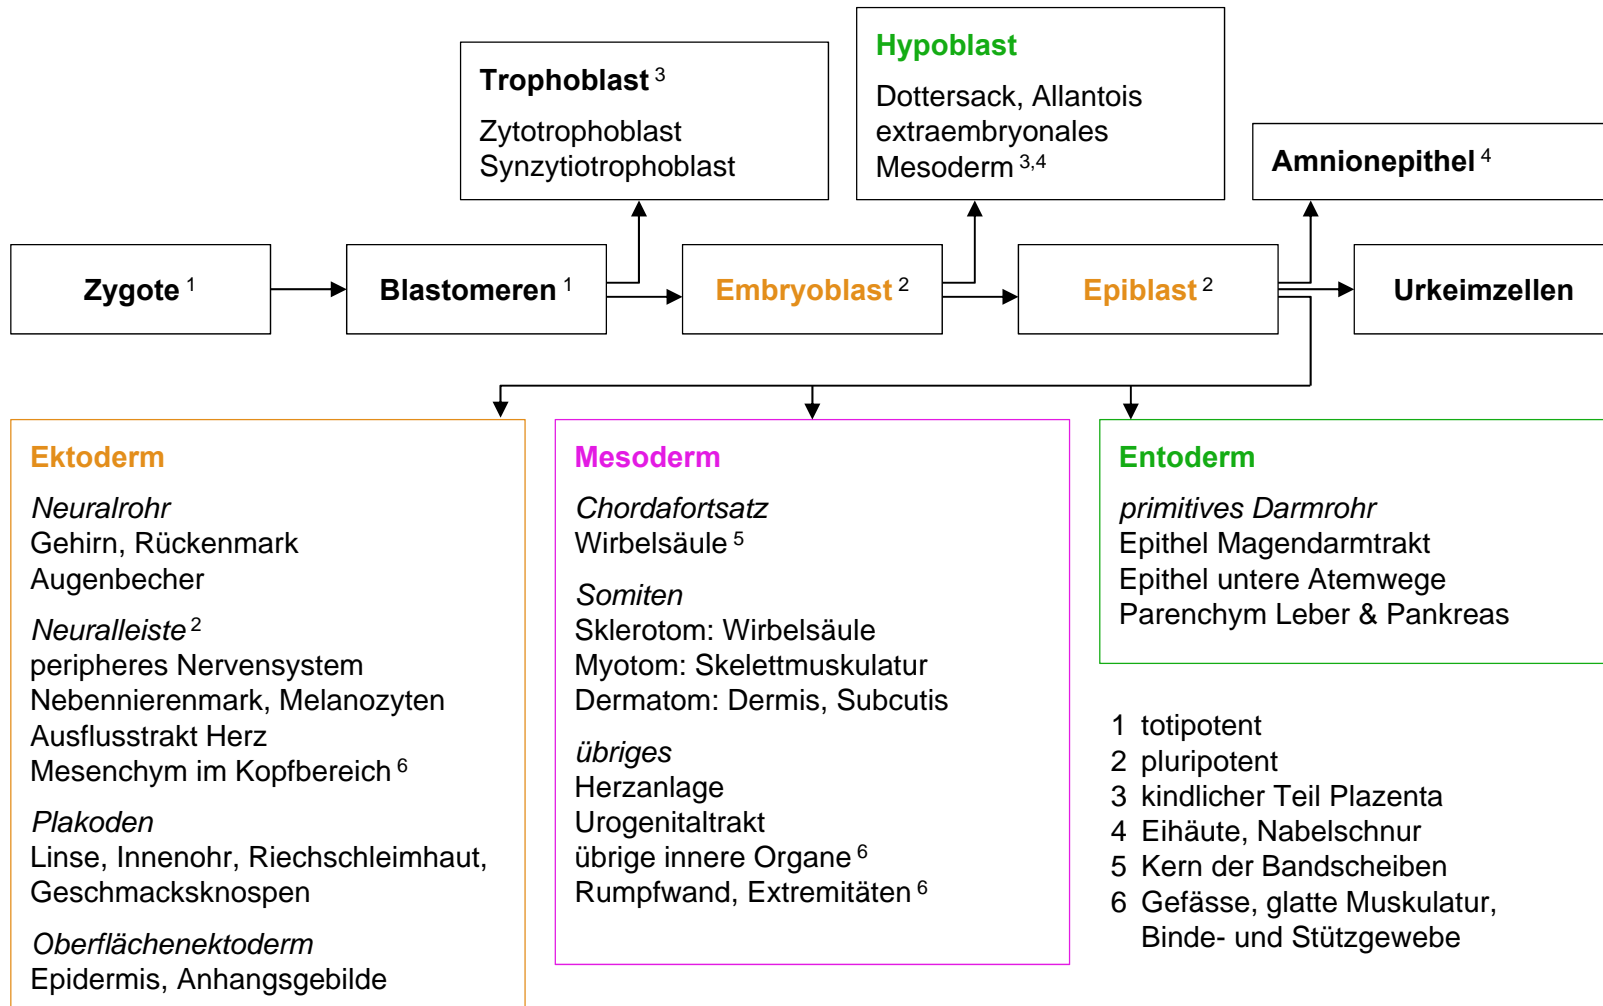 Trophoblast 3
Zytotrophoblast
Synzytiotrophoblast
Hypoblast
Dottersack, Allantois
extraembryonales
Mesoderm 3,4
Amnionepithel 4
Zygote 1
Blastomeren 1
Embryoblast 2
Epiblast 2
Urkeimzellen
Ektoderm
Neuralrohr
Gehirn, Rückenmark
Augenbecher
Neuralleiste 2
peripheres Nervensystem
Nebennierenmark, Melanozyten
Ausflusstrakt Herz
Mesenchym im Kopfbereich 6
Plakoden
Linse, Innenohr, Riechschleimhaut,
Geschmacksknospen
Oberflächenektoderm
Epidermis, Anhangsgebilde
Mesoderm
Chordafortsatz
Wirbelsäule 5
Somiten
Sklerotom: Wirbelsäule
Myotom: Skelettmuskulatur
Dermatom: Dermis, Subcutis
übriges
Herzanlage
Urogenitaltrakt
übrige innere Organe 6
Rumpfwand, Extremitäten 6
Entoderm
primitives Darmrohr
Epithel Magendarmtrakt
Epithel untere Atemwege
Parenchym Leber & Pankreas
1 totipotent
2 pluripotent
3 kindlicher Teil Plazenta
4 Eihäute, Nabelschnur
5 Kern der Bandscheiben
6 Gefässe, glatte Muskulatur,
Binde- und Stützgewebe